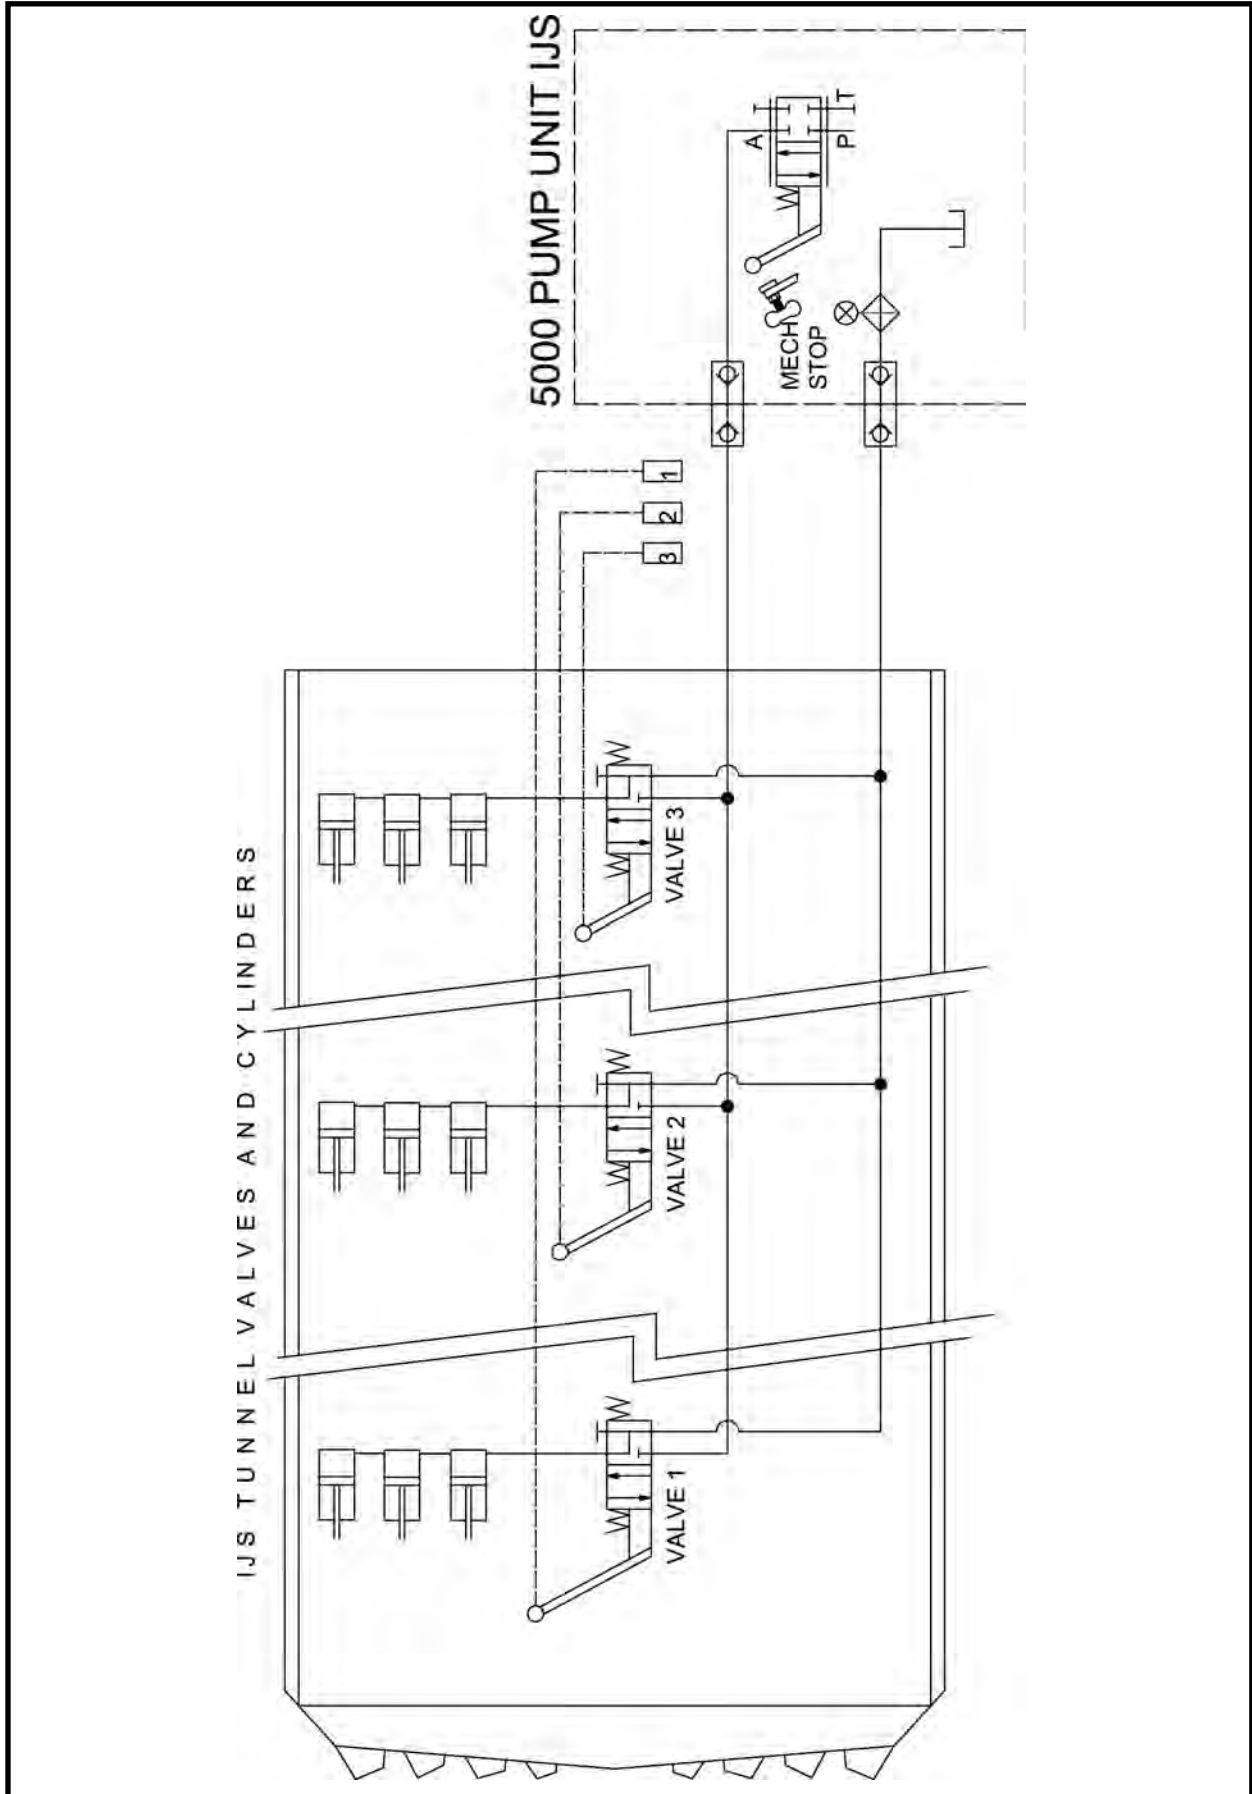 5000 PUMP UNIT IJS
A
T
P
MECH
STOP
1
2
3
IJS TUNNEL VALVES AND CYLINDERS
VALVE 3
VALVE 2
VALVE 1